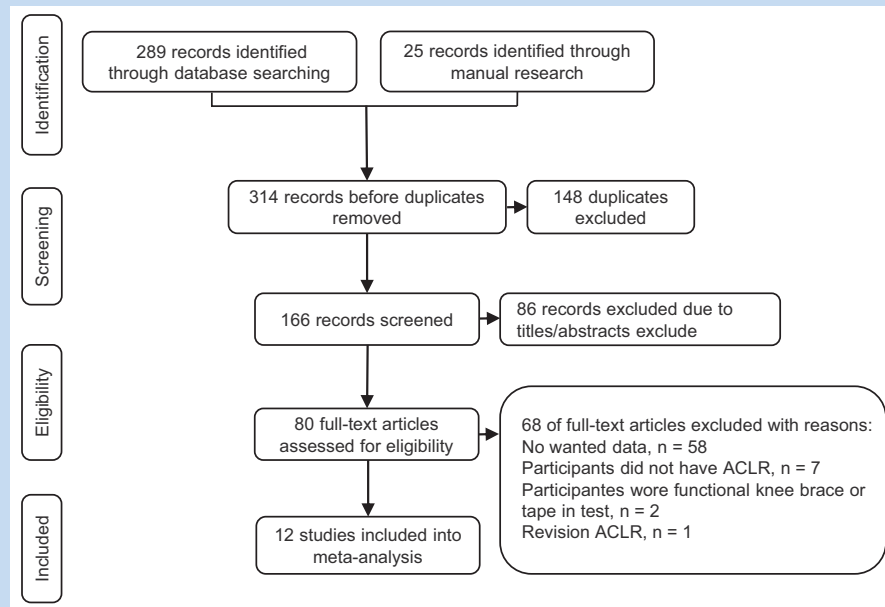 Identification
289 records identified
through database searching
25 records identified through
manual research
Screening
314 records before duplicates
removed
148 duplicates
excluded
166 records screened
86 records excluded due to
titles/abstracts exclude
Eligibility
80 full-text articles
assessed for eligibility
68 of full-text articles excluded with reasons:
No wanted data, n = 58
Participants did not have ACLR, n = 7
Participantes wore functional knee brace or
tape in test, n = 2
Revision ACLR, n = 1
Included
12 studies included into
meta-analysis